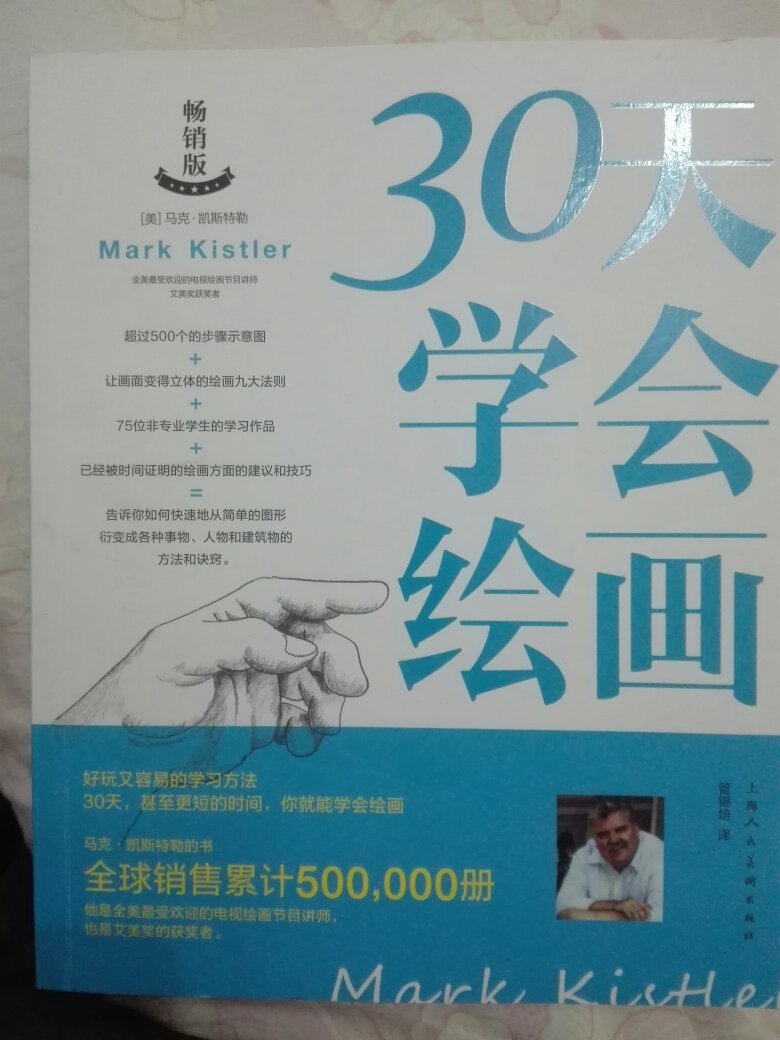 畅销版
30天
学会
绘画
[美] 马克·凯斯特勒
Mark Kistler
全美最受欢迎的电视绘画节目讲师
艾美奖获奖者
超过500个的步骤示意图
+
让画面变得立体的绘画九大法则
+
75位非专业学生的学习作品
+
已经被时间证明的绘画方面的建议和技巧
=
告诉你如何快速地从简单的图形
衍变成各种事物、人物和建筑物的
方法和诀窍。
好玩又容易的学习方法
30天，甚至更短的时间，你就能学会绘画
马克·凯斯特勒的书
全球销售累计500,000册
他是全美最受欢迎的电视绘画节目讲师，
也是艾美奖的获奖者。
译
上海人民美術出版社
Mark Kistler